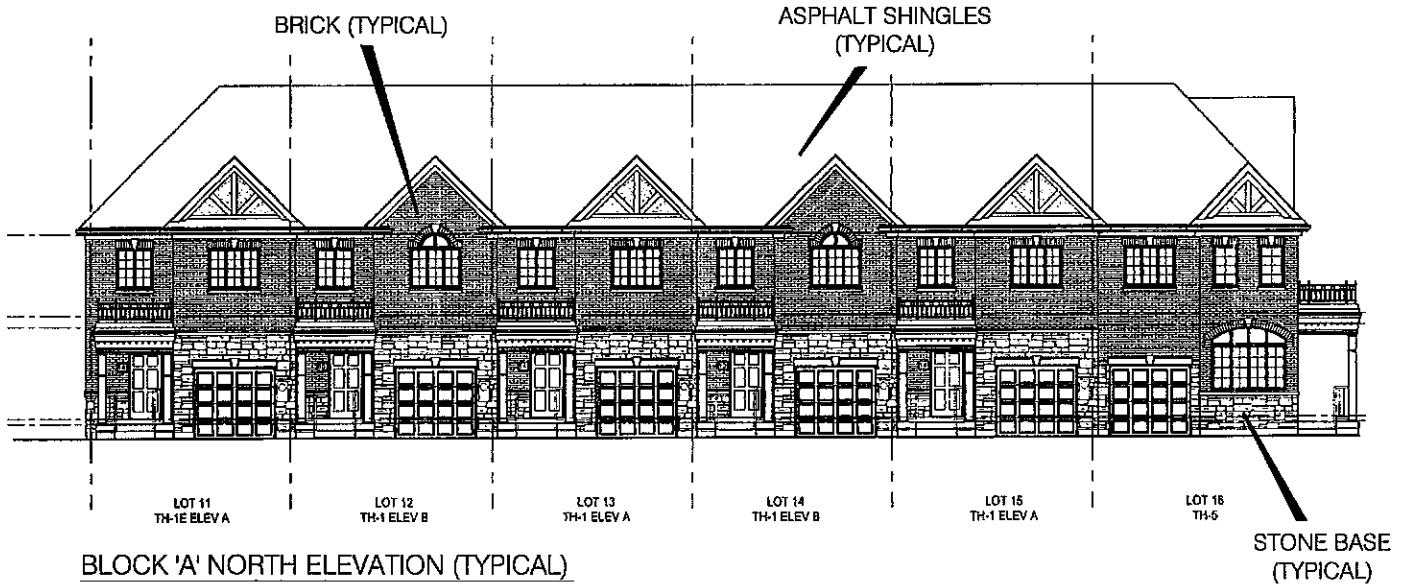 BRICK (TYPICAL)
ASPHALT SHINGLES
(TYPICAL)
LOT 11
TH-1E ELEV A
LOT 12
TH-1 ELEV B
LOT 13
TH-1 ELEV A
LOT 14
TH-1 ELEV B
LOT 15
TH-1 ELEV A
LOT 16
TH-5
STONE BASE
(TYPICAL)
BLOCK 'A' NORTH ELEVATION (TYPICAL)